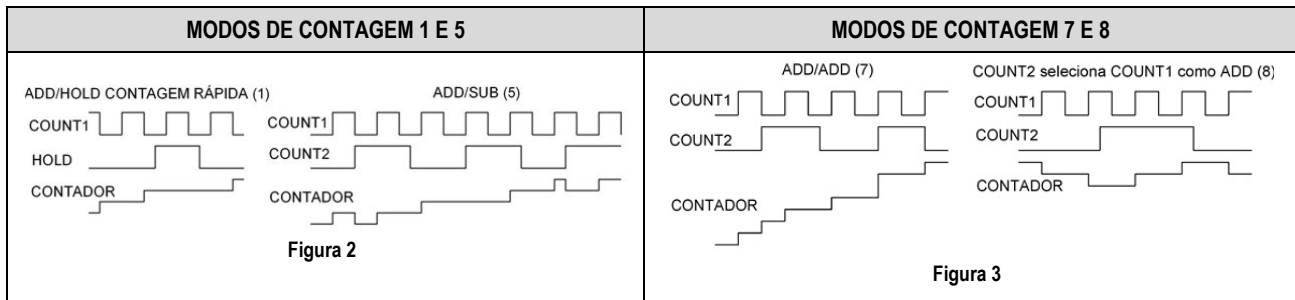 MODOS DE CONTAGEM 1 E 5
ADD/HOLD CONTAGEM RÁPIDA (1)
COUNT1
HOLD
CONTADOR
ADD/SUB (5)
COUNT1
COUNT2
CONTADOR
Figura 2
MODOS DE CONTAGEM 7 E 8
ADD/ADD (7)
COUNT1
COUNT2
CONTADOR
COUNT2 seleciona COUNT1 como ADD (8)
COUNT1
COUNT2
CONTADOR
Figura 3